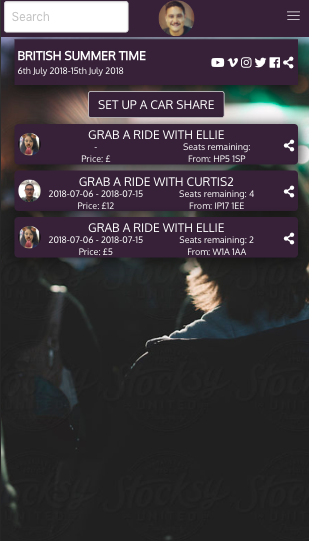 Search
BRITISH SUMMER TIME
6th July 2018-15th July 2018
SET UP A CAR SHARE
GRAB A RIDE WITH ELLIE
- Seats remaining:
Price: £ From: HP5 1SP
GRAB A RIDE WITH CURTIS2
2018-07-06 - 2018-07-15 Seats remaining: 4
Price: £12 From: IP17 1EE
GRAB A RIDE WITH ELLIE
2018-07-06 - 2018-07-15 Seats remaining: 2
Price: £5 From: W1A 1AA
Stocksy
Stocksy